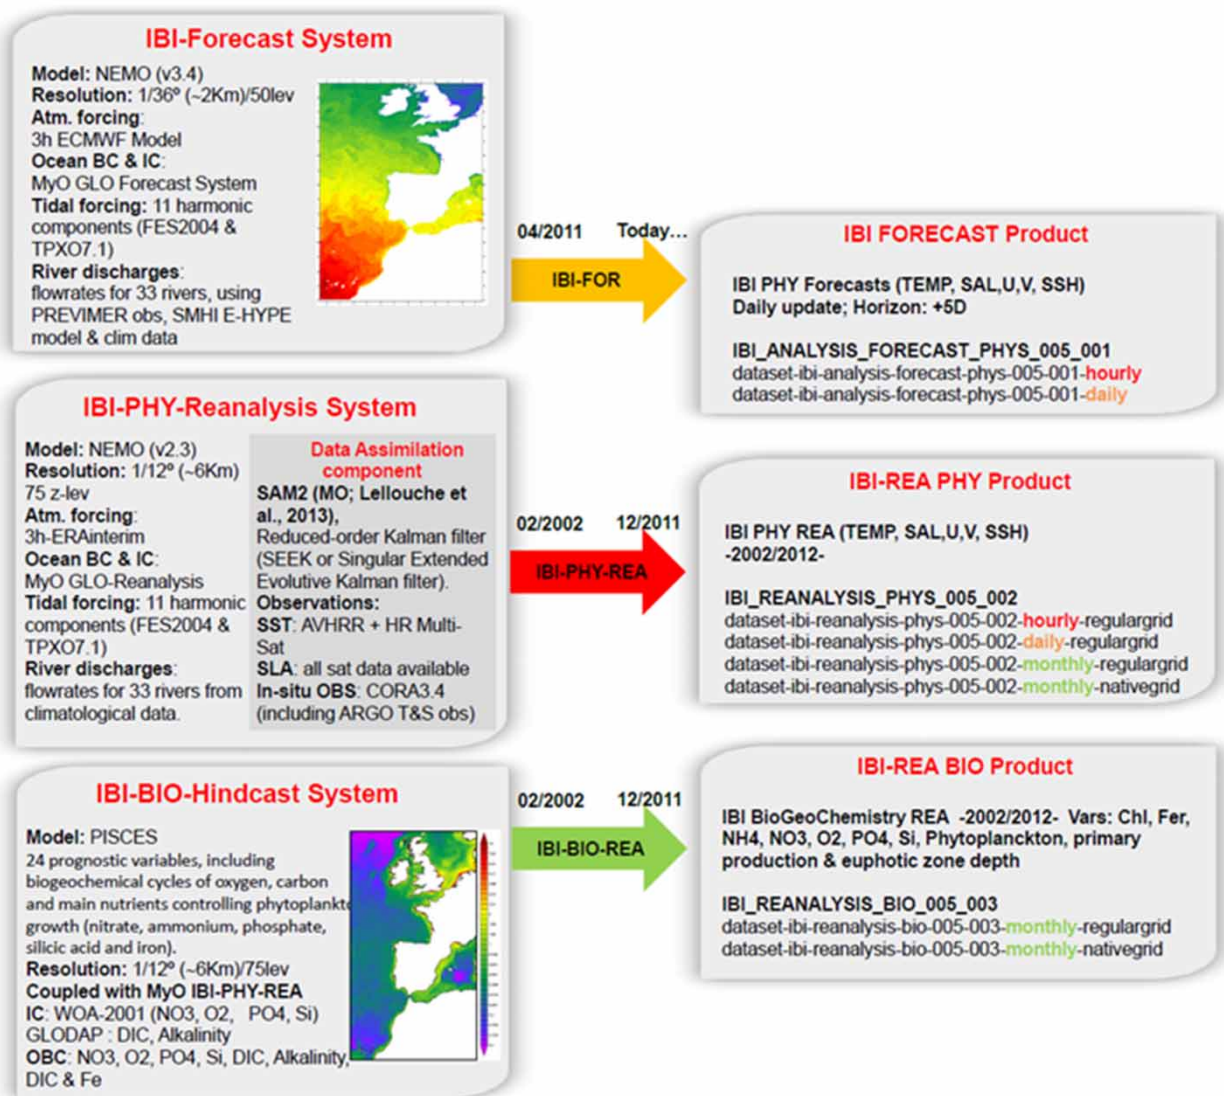 IBI-Forecast System
Model: NEMO (v3.4)
Resolution: 1/36º (~2Km)/50lev
Atm. forcing:
3h ECMWF Model
Ocean BC & IC:
MyO GLO Forecast System
Tidal forcing: 11 harmonic
components (FES2004 &
TPXO7.1)
River discharges:
flowrates for 33 rivers, using
PREVIMER obs, SMHI E-HYPE
model & clim data
04/2011 Today...
IBI-FOR
IBI FORECAST Product
IBI PHY Forecasts (TEMP, SAL,U,V, SSH)
Daily update; Horizon: +5D
IBI_ANALYSIS_FORECAST_PHYS_005_001
dataset-ibi-analysis-forecast-phys-005-001-hourly
dataset-ibi-analysis-forecast-phys-005-001-daily
IBI-PHY-Reanalysis System
Model: NEMO (v2.3)
Resolution: 1/12º (~6Km)
75 z-lev
Atm. forcing:
3h-ERAinterim
Ocean BC & IC:
MyO GLO-Reanalysis
Tidal forcing: 11 harmonic
components (FES2004 &
TPXO7.1)
River discharges:
flowrates for 33 rivers from
climatological data.
Data Assimilation
component
SAM2 (MO; Lellouche et
al., 2013),
Reduced-order Kalman filter
(SEEK or Singular Extended
Evolutive Kalman filter).
Observations:
SST: AVHRR + HR Multi-
Sat
SLA: all sat data available
In-situ OBS: CORA3.4
(including ARGO T&S obs)
02/2002 12/2011
IBI-PHY-REA
IBI-REA PHY Product
IBI PHY REA (TEMP, SAL,U,V, SSH)
-2002/2012-
IBI_REANALYSIS_PHYS_005_002
dataset-ibi-reanalysis-phys-005-002-hourly-regulargrid
dataset-ibi-reanalysis-phys-005-002-daily-regulargrid
dataset-ibi-reanalysis-phys-005-002-monthly-regulargrid
dataset-ibi-reanalysis-phys-005-002-monthly-nativegrid
IBI-BIO-Hindcast System
Model: PISCES
24 prognostic variables, including
biogeochemical cycles of oxygen, carbon
and main nutrients controlling phytoplankto
growth (nitrate, ammonium, phosphate,
silicic acid and iron).
Resolution: 1/12º (~6Km)/75lev
Coupled with MyO IBI-PHY-REA
IC: WOA-2001 (NO3, O2, PO4, Si)
GLODAP : DIC, Alkalinity
OBC: NO3, O2, PO4, Si, DIC, Alkalinity,
DIC & Fe
02/2002 12/2011
IBI-BIO-REA
IBI-REA BIO Product
IBI BioGeoChemistry REA -2002/2012- Vars: Chl, Fer,
NH4, NO3, O2, PO4, Si, Phytoplanckton, primary
production & euphotic zone depth
IBI_REANALYSIS_BIO_005_003
dataset-ibi-reanalysis-bio-005-003-monthly-regulargrid
dataset-ibi-reanalysis-bio-005-003-monthly-nativegrid